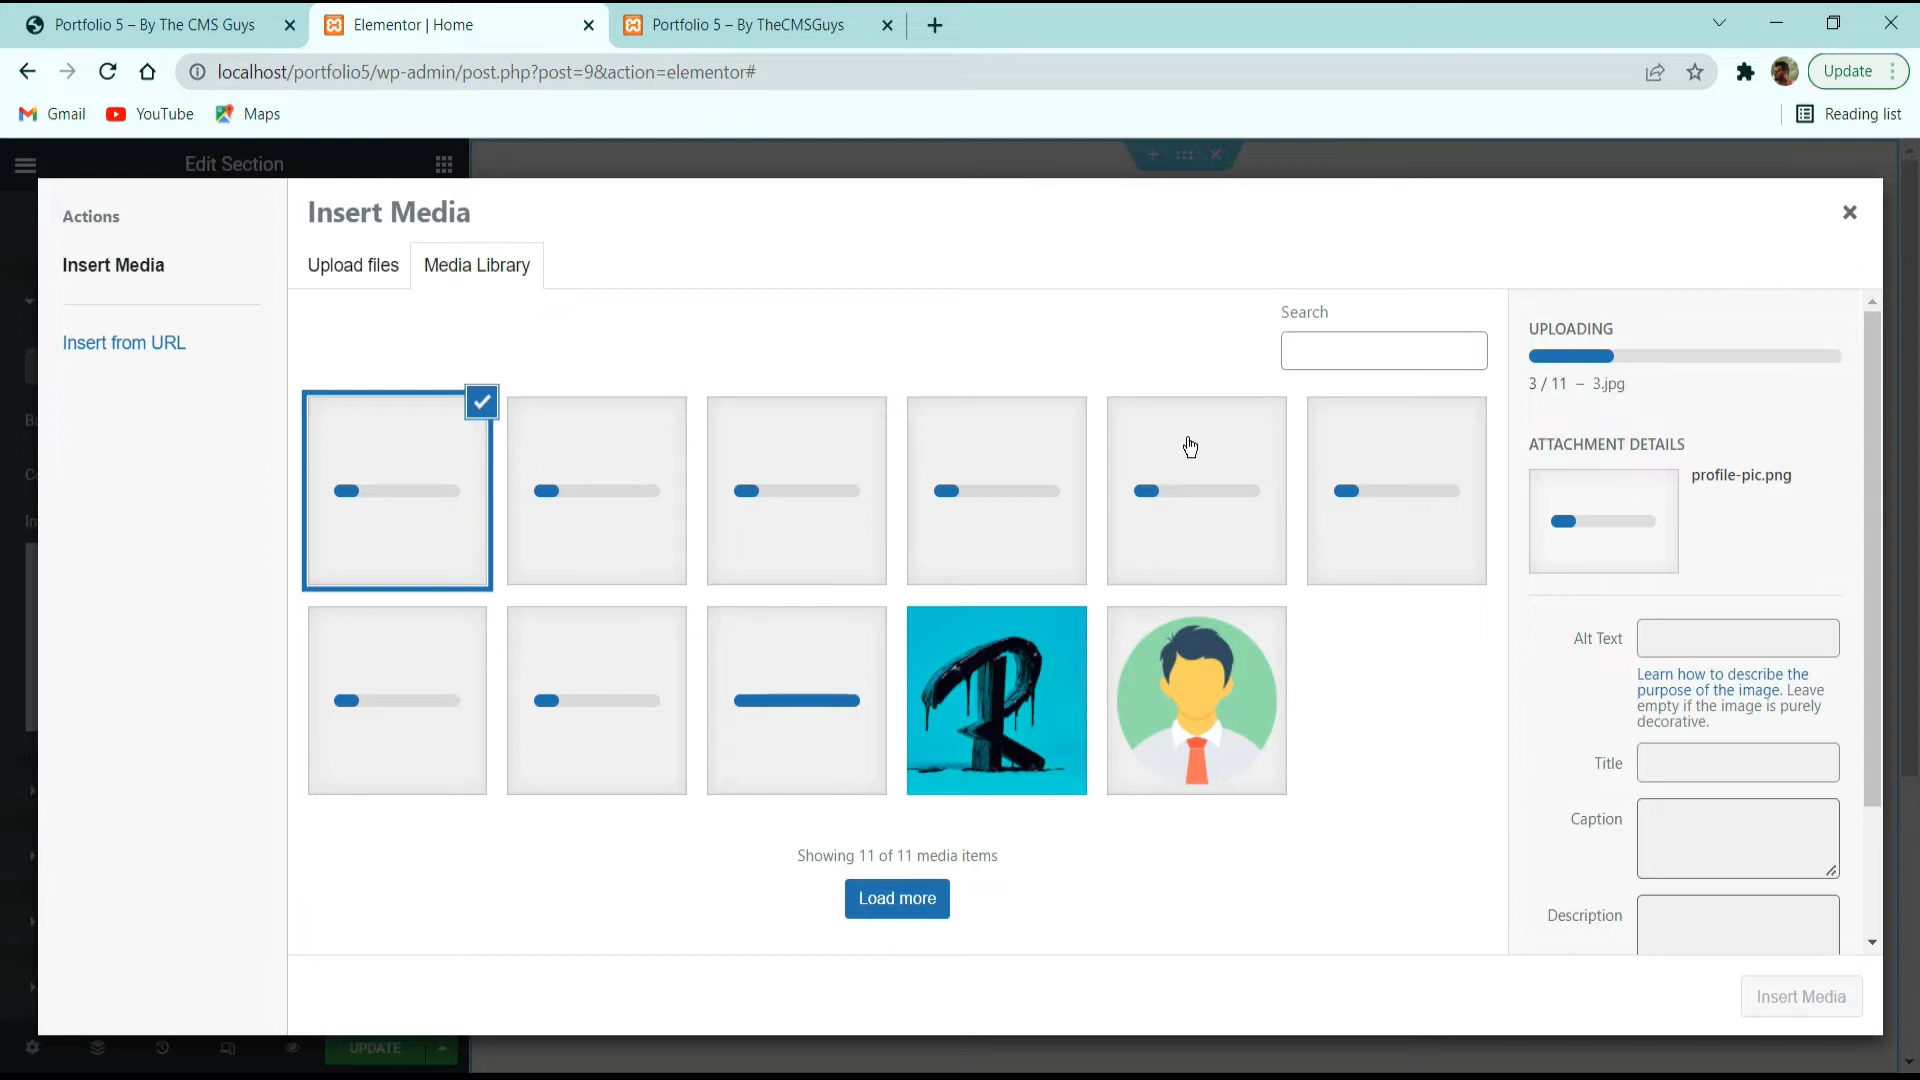 Portfolio 5 – By The CMS Guys
Elementor | Home
Portfolio 5 – By TheCMSGuys
localhost/portfolio5/wp-admin/post.php?post=9&action=elementor#
Update
Gmail
YouTube
Maps
Reading list
Edit Section
Actions
Insert Media
Insert from URL
Insert Media
Upload files
Media Library
Search
UPLOADING
3 / 11 – 3.jpg
ATTACHMENT DETAILS
profile-pic.png
Alt Text
Learn how to describe the
purpose of the image. Leave
empty if the image is purely
decorative.
Title
Caption
Description
Showing 11 of 11 media items
Load more
Insert Media
UPDATE